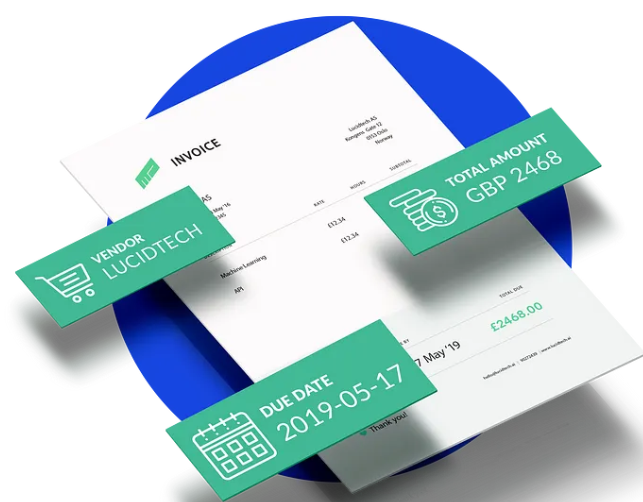 INVOICE
Lucidtech AS
Kongens Gate 12
0153 Oslo
Norway
AS
May '16
345
RATE
HOURS
SUBTOTAL
£12.34
£12.34
Machine Learning
API
VENDOR
LUCIDTECH
TOTAL AMOUNT
GBP 2468
TOTAL DUE
BY
7 May '19
£2468.00
DUE DATE
2019-05-17
Thank you!